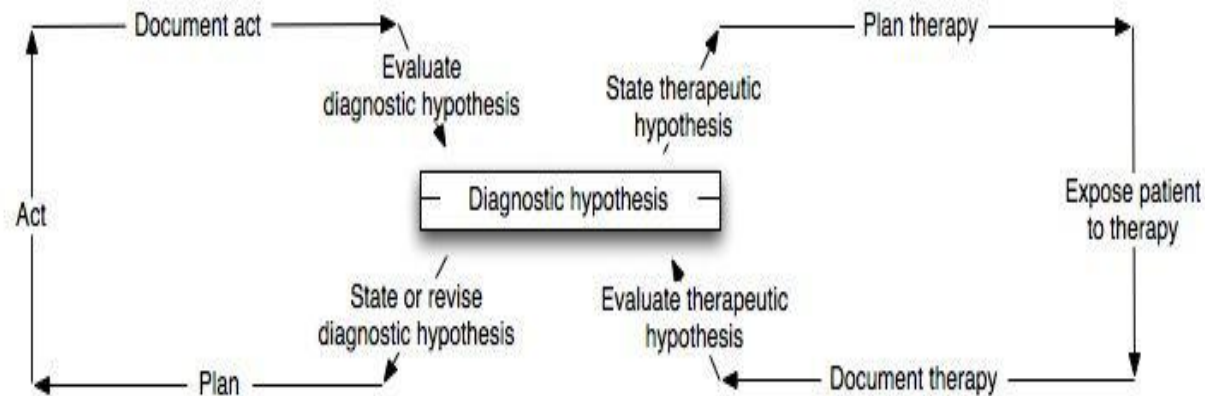 Document act
Plan therapy
Evaluate
diagnostic hypothesis
State therapeutic
hypothesis
Act
Diagnostic hypothesis
Expose patient
to therapy
State or revise
diagnostic hypothesis
Evaluate therapeutic
hypothesis
Plan
Document therapy